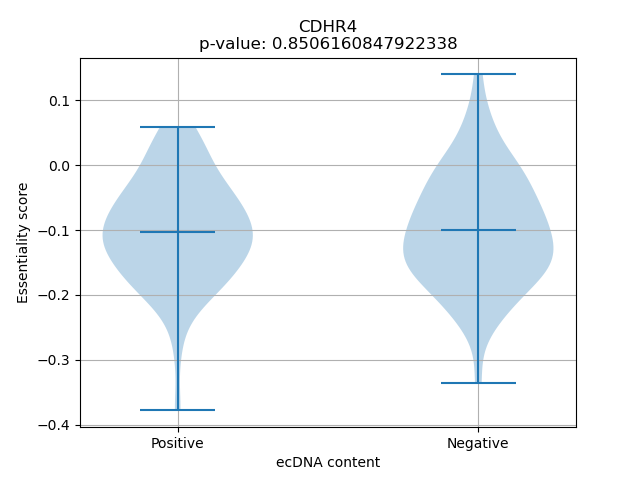 CDHR4
p-value: 0.8506160847922338
0.1
0.0
−0.1
−0.2
−0.3
−0.4
Essentiality score
Positive
Negative
ecDNA content